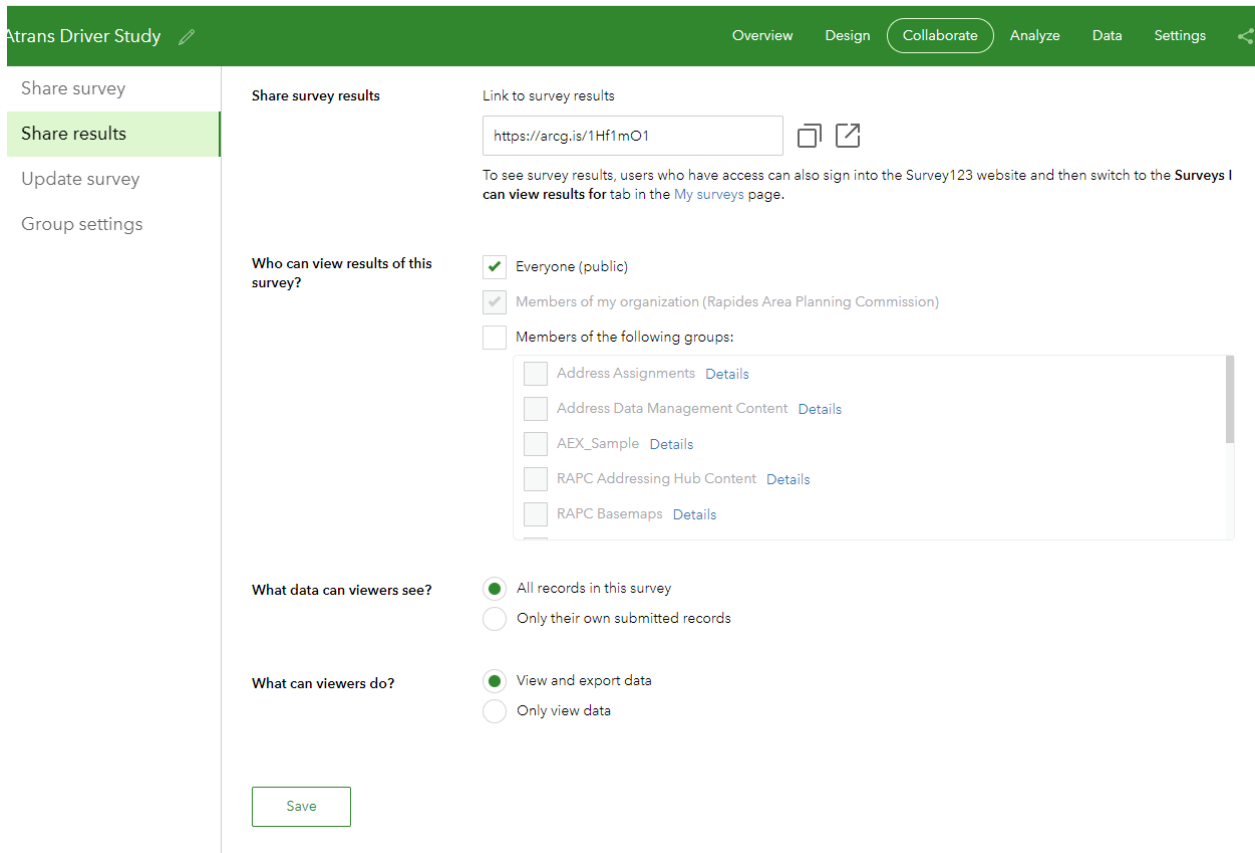 Atrans Driver Study
Overview Design Collaborate Analyze Data Settings
Share survey
Share results
Update survey
Group settings
Share survey results
Link to survey results
https://arcg.is/1Hf1mO1
To see survey results, users who have access can also sign into the Survey123 website and then switch to the Surveys I
can view results for tab in the My surveys page.
Who can view results of this
survey?
Everyone (public)
Members of my organization (Rapides Area Planning Commission)
Members of the following groups:
Address Assignments Details
Address Data Management Content Details
AEX_Sample Details
RAPC Addressing Hub Content Details
RAPC Basemaps Details
What data can viewers see?
All records in this survey
Only their own submitted records
What can viewers do?
View and export data
Only view data
Save